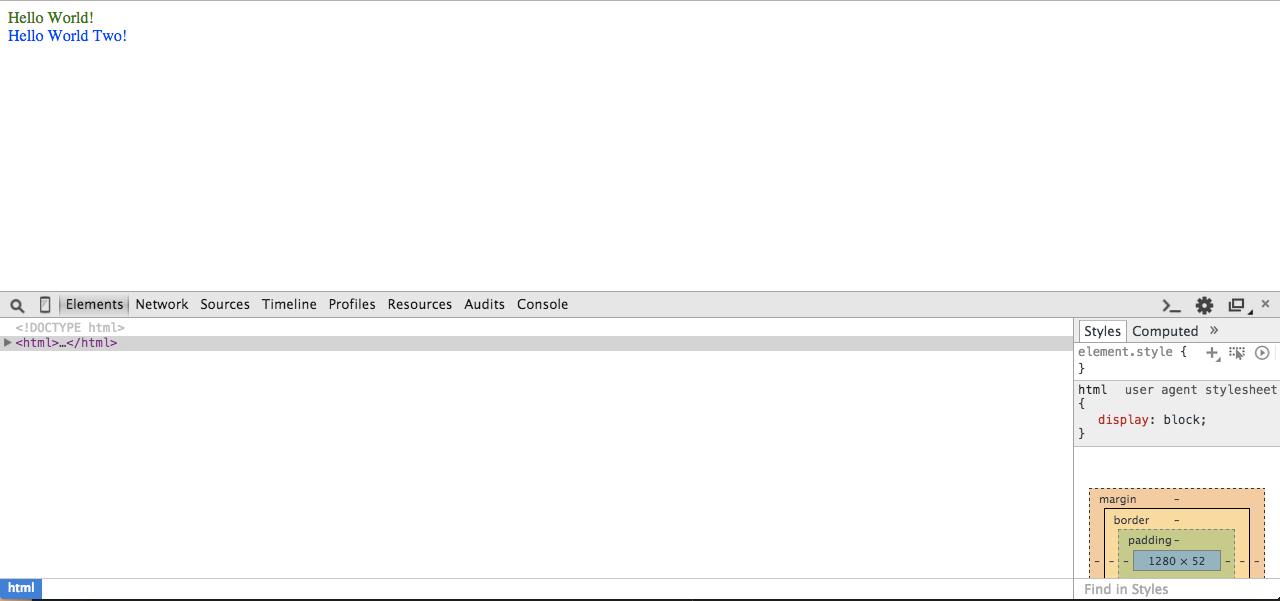 Hello World!
Hello World Two!
Elements Network Sources Timeline Profiles Resources Audits Console
<!DOCTYPE html>
<html>…</html>
html
Styles Computed »
element.style {
}
html user agent stylesheet
{
display: block;
}
margin -
border -
padding -
- - - 1280 × 52 - - -
Find in Styles